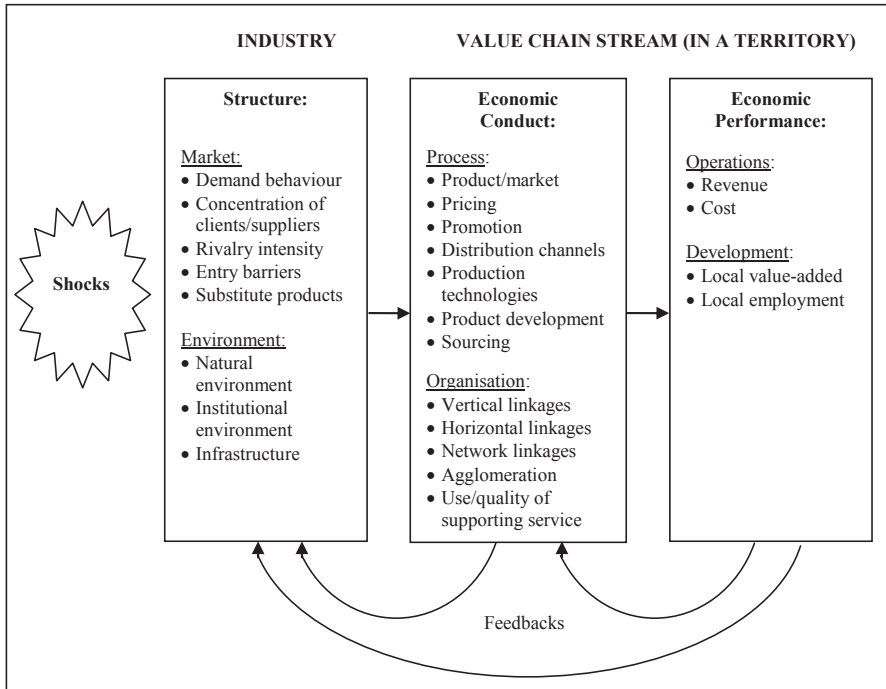 INDUSTRY
VALUE CHAIN STREAM (IN A TERRITORY)
Shocks
Structure:
Market:
• Demand behaviour
• Concentration of
clients/suppliers
• Rivalry intensity
• Entry barriers
• Substitute products
Environment:
• Natural
environment
• Institutional
environment
• Infrastructure
Economic
Conduct:
Process:
• Product/market
• Pricing
• Promotion
• Distribution channels
• Production
technologies
• Product development
• Sourcing
Organisation:
• Vertical linkages
• Horizontal linkages
• Network linkages
• Agglomeration
• Use/quality of
supporting service
Economic
Performance:
Operations:
• Revenue
• Cost
Development:
• Local value-added
• Local employment
Feedbacks